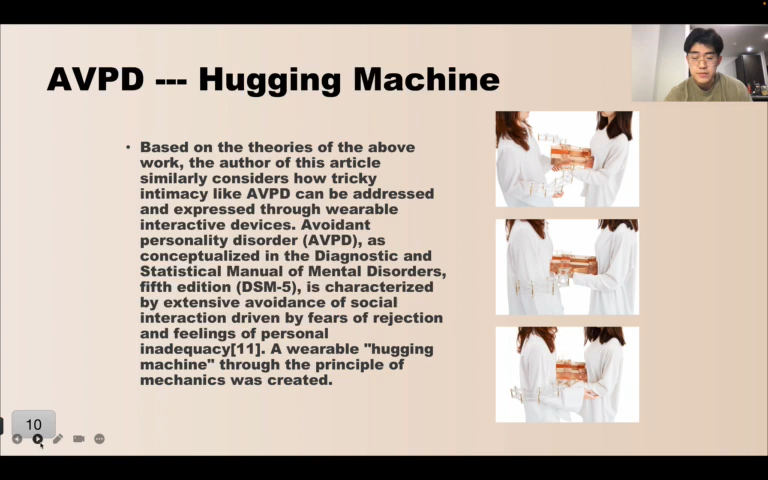 AVPD --- Hugging Machine
• Based on the theories of the above
work, the author of this article
similarly considers how tricky
intimacy like AVPD can be addressed
and expressed through wearable
interactive devices. Avoidant
personality disorder (AVPD), as
conceptualized in the Diagnostic and
Statistical Manual of Mental Disorders,
fifth edition (DSM-5), is characterized
by extensive avoidance of social
interaction driven by fears of rejection
and feelings of personal
inadequacy[11]. A wearable "hugging
machine" through the principle of
mechanics was created.
10